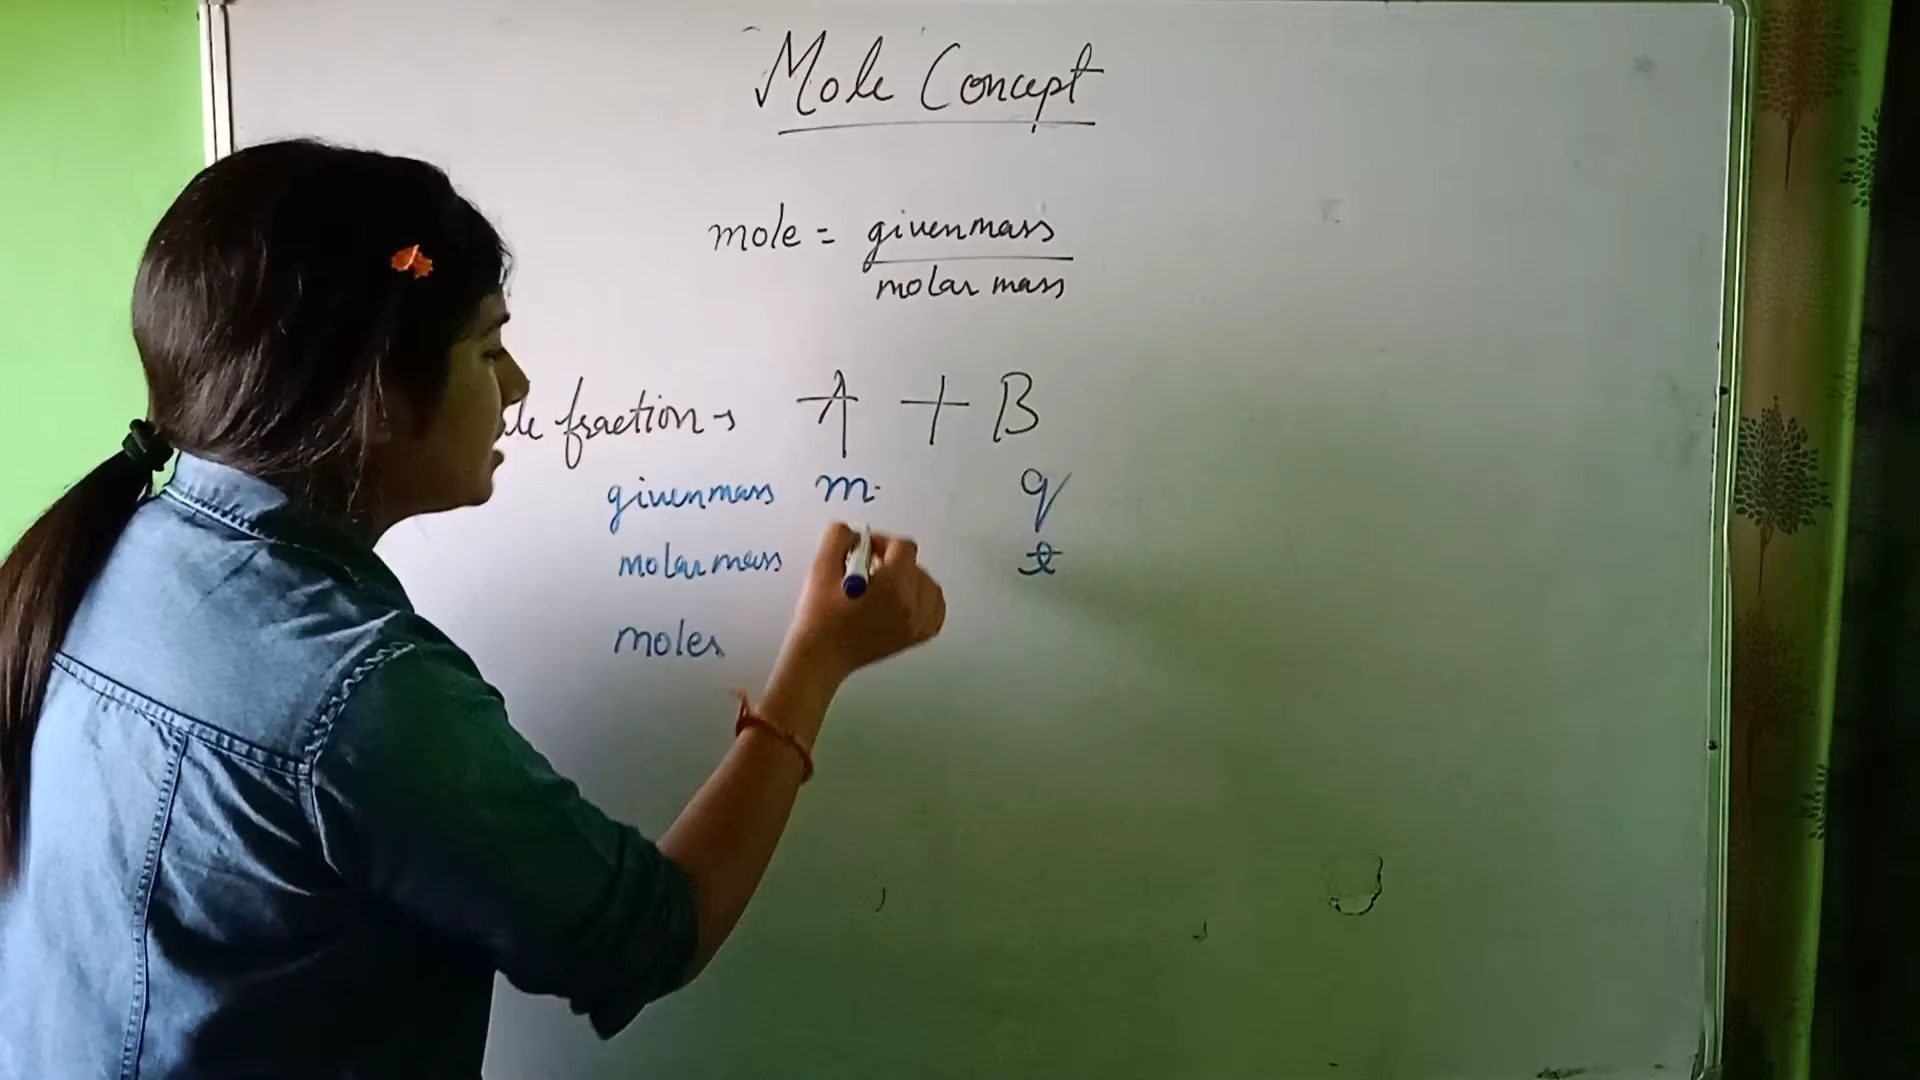 Mole Concept
mole = given mass
molar mass
le fraction → A + B
given mass m q
molar mass t
moles